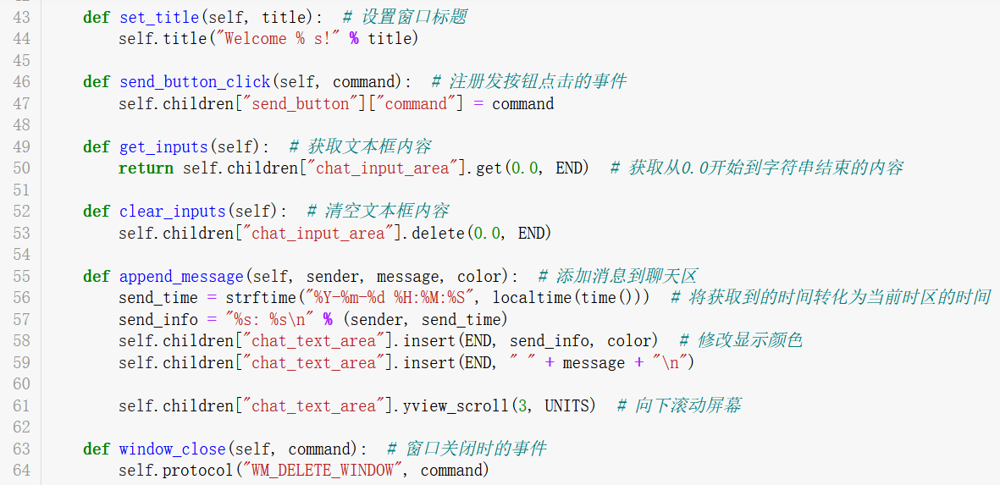 43 def set_title(self, title):  # 设置窗口标题
44 self.title("Welcome % s!" % title)
45
46 def send_button_click(self, command):  # 注册发按钮点击的事件
47 self.children["send_button"]["command"] = command
48
49 def get_inputs(self):  # 获取文本框内容
50 return self.children["chat_input_area"].get(0.0, END)  # 获取从0.0开始到字符串结束的内容
51
52 def clear_inputs(self):  # 清空文本框内容
53 self.children["chat_input_area"].delete(0.0, END)
54
55 def append_message(self, sender, message, color):  # 添加消息到聊天区
56 send_time = strftime("%Y-%m-%d %H:%M:%S", localtime(time()))  # 将获取到的时间转化为当前时区的时间
57 send_info = "%s: %s\n" % (sender, send_time)
58 self.children["chat_text_area"].insert(END, send_info, color)  # 修改显示颜色
59 self.children["chat_text_area"].insert(END, " " + message + "\n")
60
61 self.children["chat_text_area"].yview_scroll(3, UNITS)  # 向下滚动屏幕
62
63 def window_close(self, command):  # 窗口关闭时的事件
64 self.protocol("WM_DELETE_WINDOW", command)